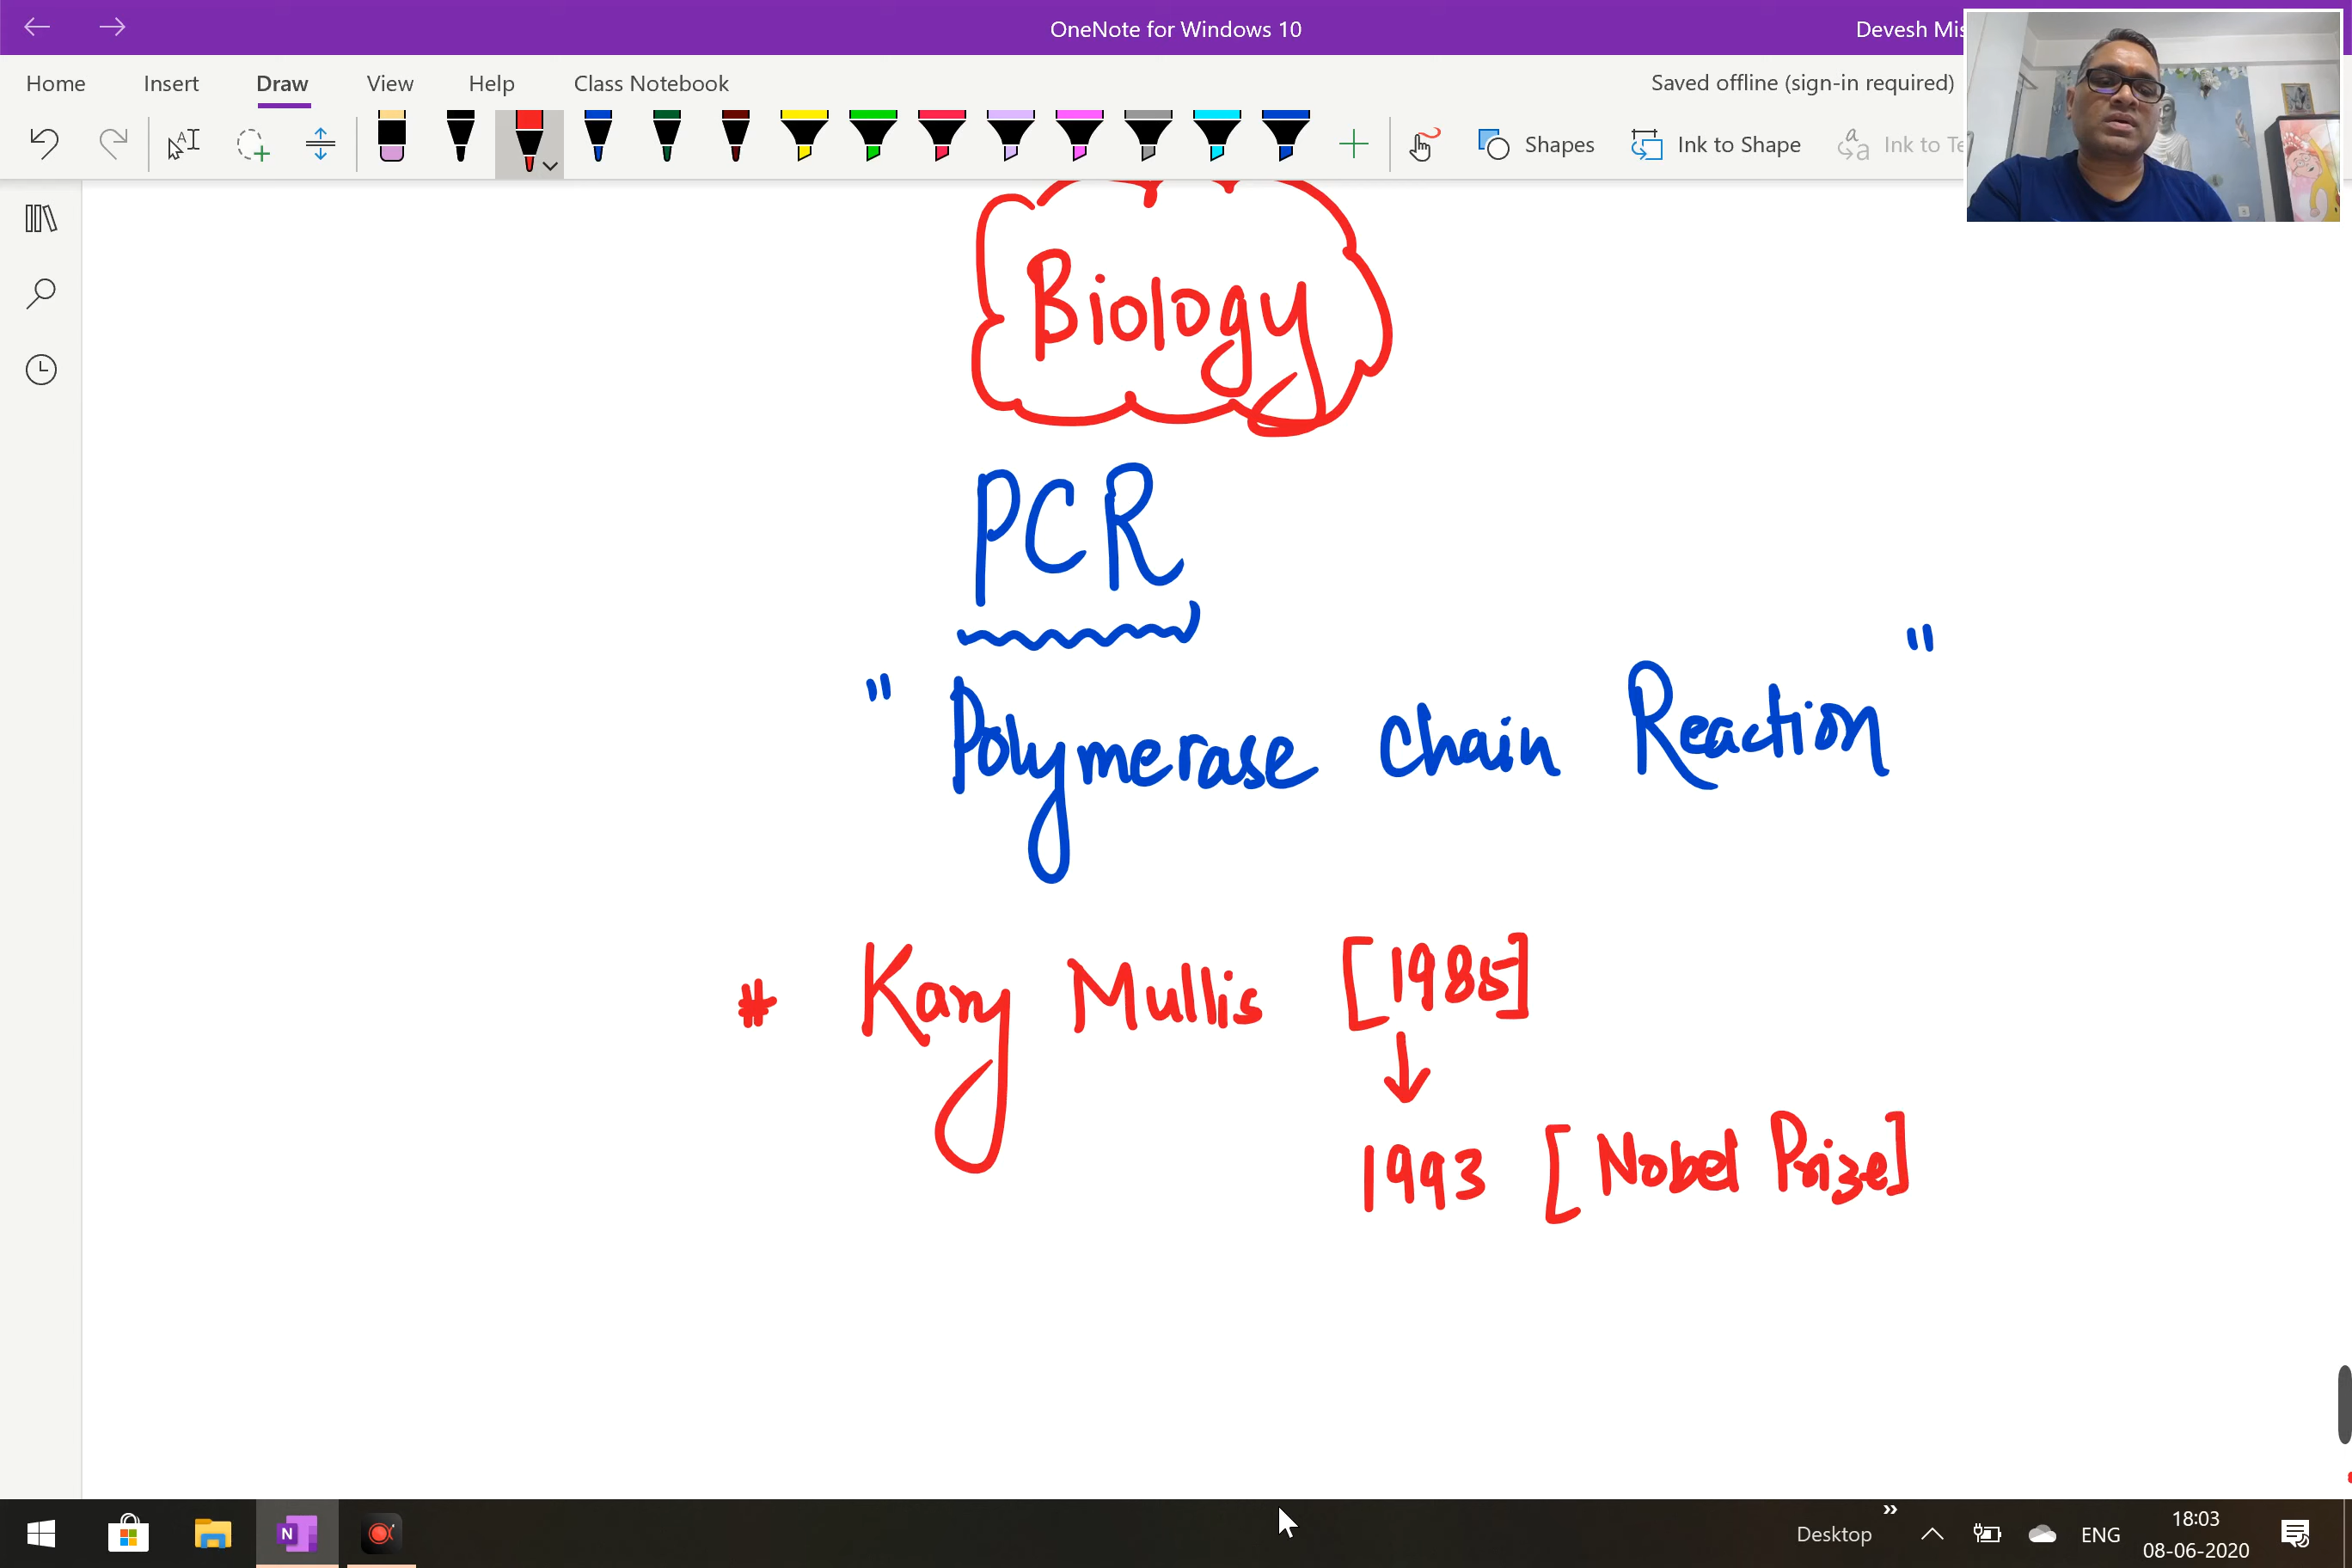 OneNote for Windows 10
Devesh Mis
Home Insert Draw View Help Class Notebook
Saved offline (sign-in required)
Shapes Ink to Shape Ink to Te
Biology
PCR
" Polymerase Chain Reaction "
# Kary Mullis [1985]
↓
1993 [Nobel Prize]
Desktop
ENG
18:03
08-06-2020